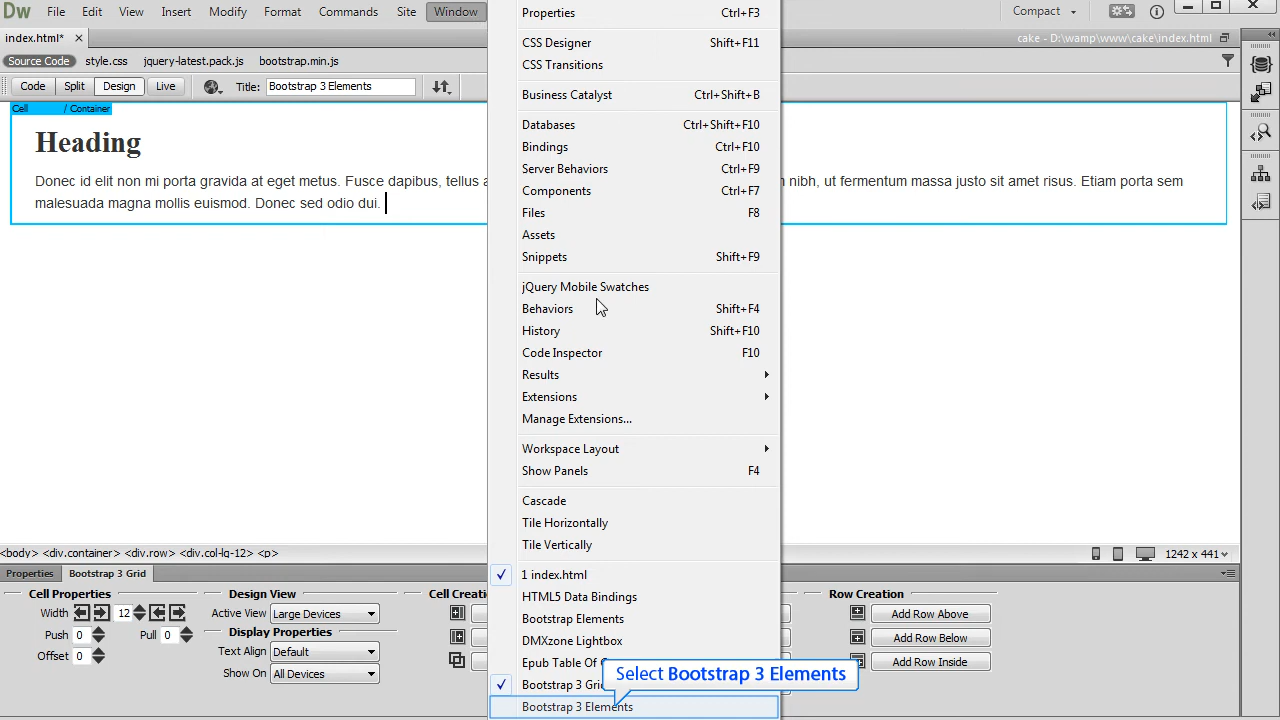 Dw File Edit View Insert Modify Format Commands Site Window Compact
index.html* cake - D:\wamp\www\cake\index.html
Source Code style.css jquery-latest.pack.js bootstrap.min.js
Code Split Design Live Title: Bootstrap 3 Elements
Cell / Container
Heading
Donec id elit non mi porta gravida at eget metus. Fusce dapibus, tellus nibh, ut fermentum massa justo sit amet risus. Etiam porta sem
malesuada magna mollis euismod. Donec sed odio dui.
Properties Ctrl+F3
CSS Designer Shift+F11
CSS Transitions
Business Catalyst Ctrl+Shift+B
Databases Ctrl+Shift+F10
Bindings Ctrl+F10
Server Behaviors Ctrl+F9
Components Ctrl+F7
Files F8
Assets
Snippets Shift+F9
jQuery Mobile Swatches
Behaviors Shift+F4
History Shift+F10
Code Inspector F10
Results
Extensions
Manage Extensions...
Workspace Layout
Show Panels F4
Cascade
Tile Horizontally
Tile Vertically
1 index.html
HTML5 Data Bindings
Bootstrap Elements
DMXzone Lightbox
Epub Table Of
Bootstrap 3 Grid
Bootstrap 3 Elements
Select Bootstrap 3 Elements
<body> <div.container> <div.row> <div.col-lg-12> <p> 1242 x 441
Properties Bootstrap 3 Grid
Cell Properties Design View Row Creation
Width 12 Active View Large Devices Add Row Above
Display Properties
Push 0 Pull 0 Text Align Default Add Row Below
Offset 0 Show On All Devices Add Row Inside